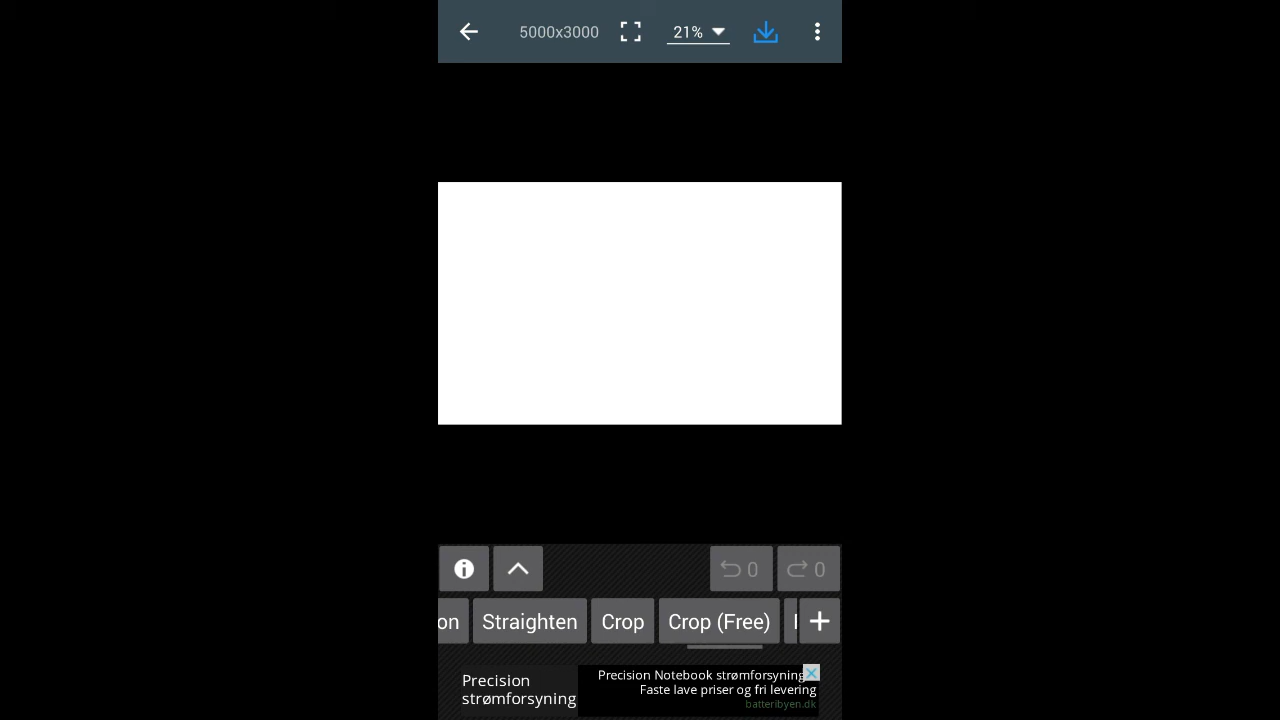 5000x3000
21%
0
0
on
Straighten
Crop
Crop (Free)
Precision
strømforsyning
Precision Notebook strømforsyning
Faste lave priser og fri levering
batteribyen.dk